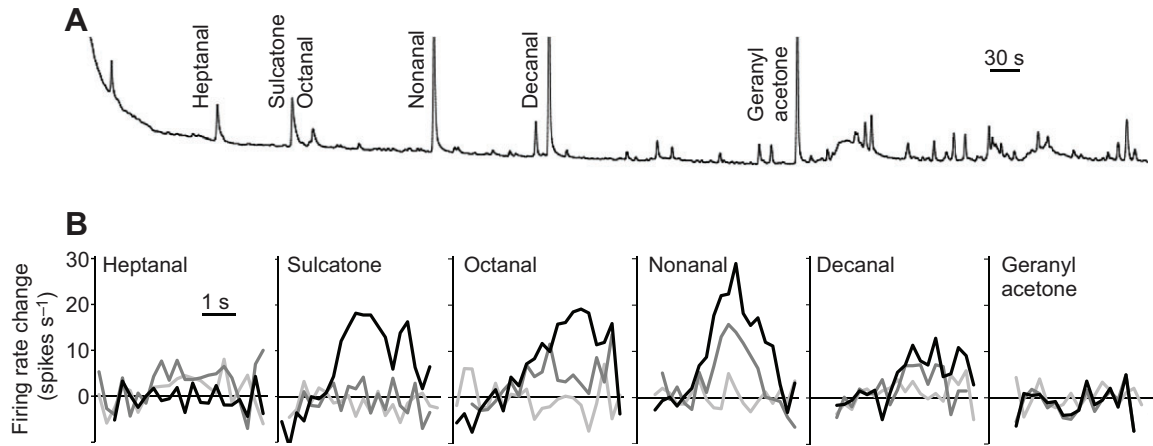 A
Heptanal
Sulcatone
Octanal
Nonanal
Decanal
Geranyl
acetone
30 s
B
Firing rate change
(spikes s–1)
30
20
10
0
Heptanal
1 s
Sulcatone
Octanal
Nonanal
Decanal
Geranyl
acetone